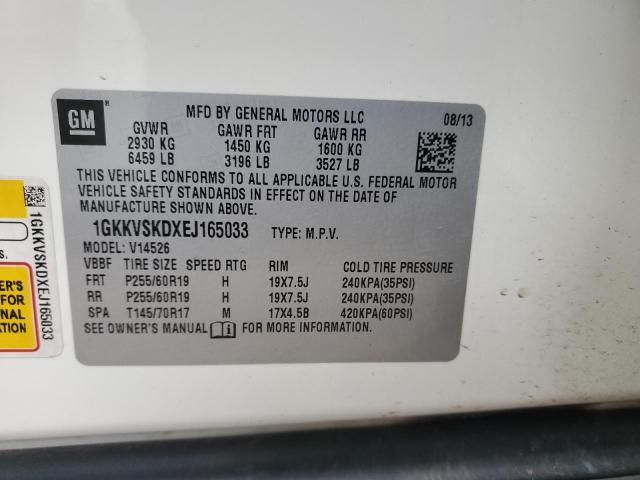 GM
MFD BY GENERAL MOTORS LLC
08/13
GVWR GAWR FRT GAWR RR
2930 KG 1450 KG 1600 KG
6459 LB 3196 LB 3527 LB
THIS VEHICLE CONFORMS TO ALL APPLICABLE U.S. FEDERAL MOTOR
VEHICLE SAFETY STANDARDS IN EFFECT ON THE DATE OF
MANUFACTURE SHOWN ABOVE.
1GKKVSKDXEJ165033 TYPE: M.P.V.
MODEL: V14526
VBBF TIRE SIZE SPEED RTG RIM COLD TIRE PRESSURE
FRT P255/60R19 H 19X7.5J 240KPA(35PSI)
RR P255/60R19 H 19X7.5J 240KPA(35PSI)
SPA T145/70R17 M 17X4.5B 420KPA(60PSI)
SEE OWNER'S MANUAL FOR MORE INFORMATION.
1GKKVSKDXEJ165033
FOR